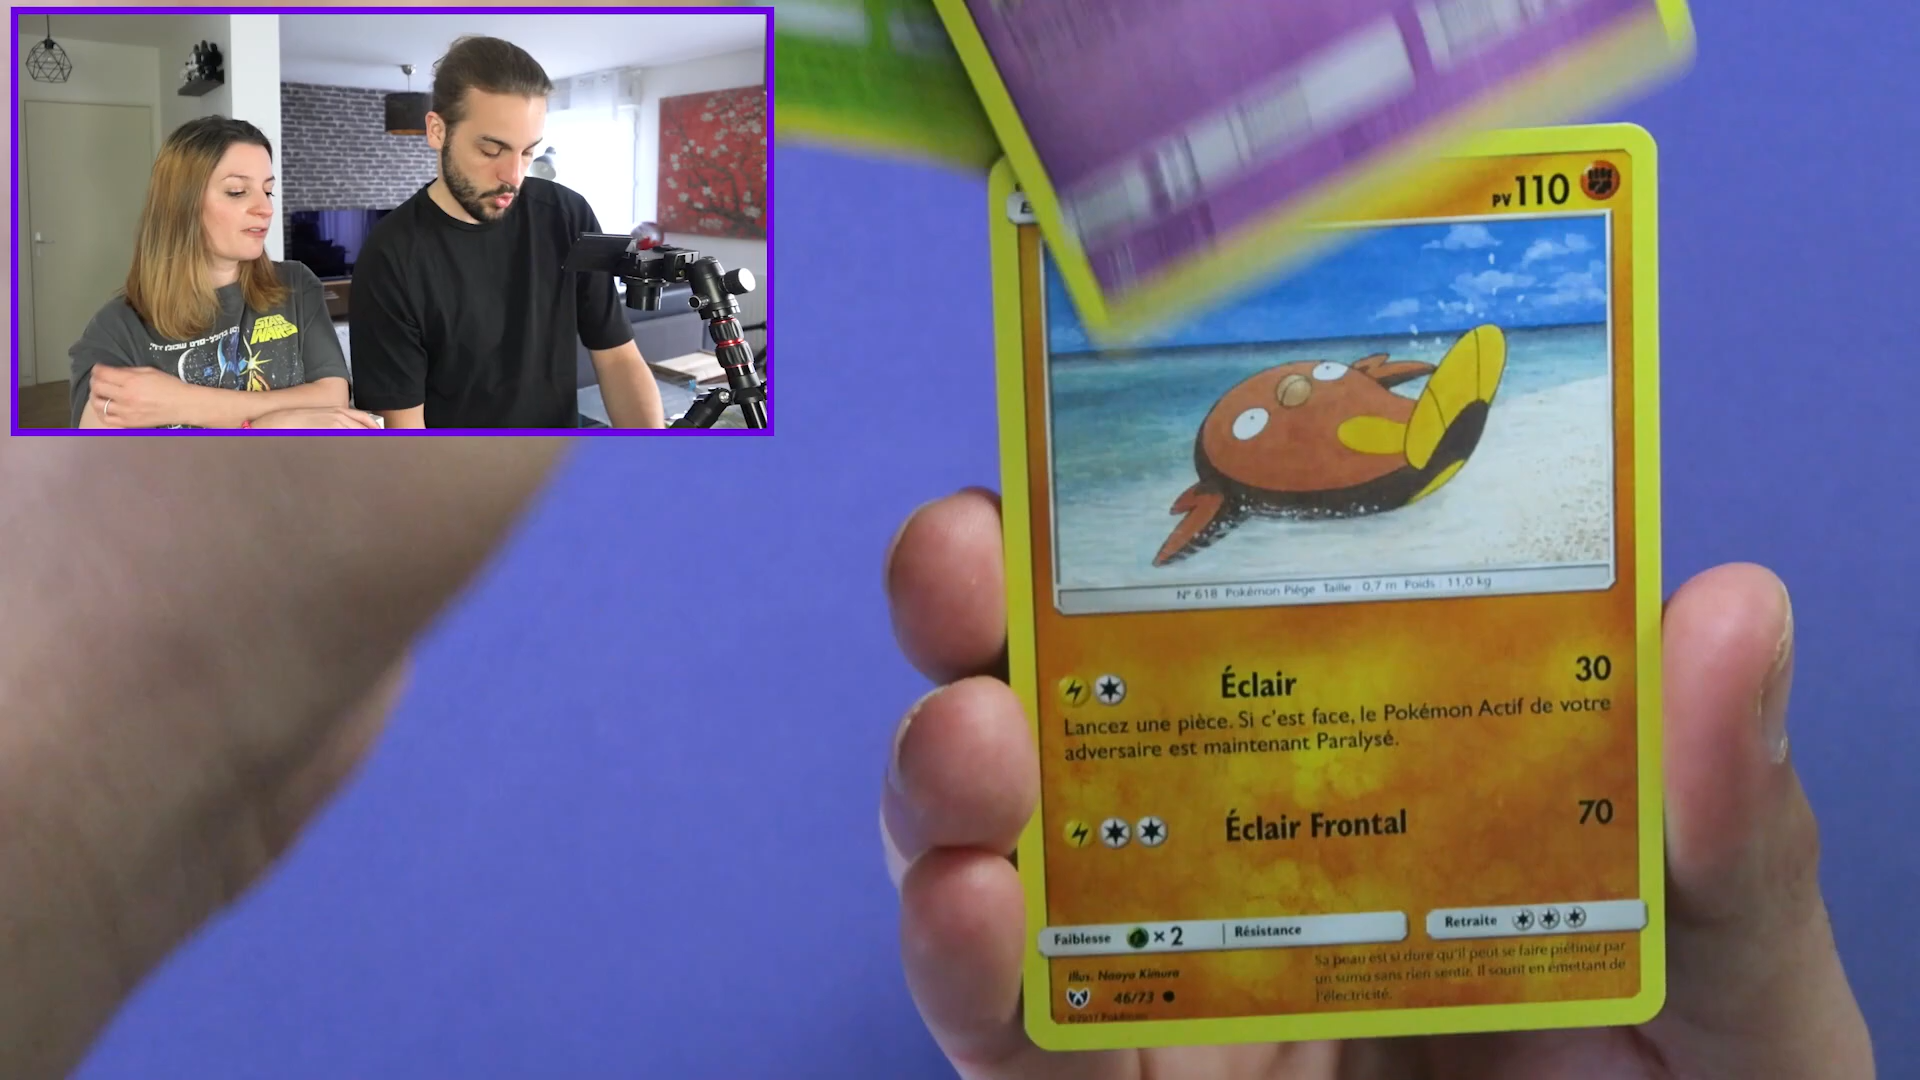 STAR
WARS
PV110
N° 618 Pokémon Piège Taille : 0,7 m Poids : 11,0 kg
Éclair 30
Lancez une pièce. Si c'est face, le Pokémon Actif de votre
adversaire est maintenant Paralysé.
Éclair Frontal 70
Faiblesse ×2 Résistance Retraite
Sa peau est si dure qu'il peut se faire piétiner par
un sumo sans rien sentir. Il sourit en émettant de
l'électricité.
Illus. Naoyo Kimura
46/73
©2017 Pokémon